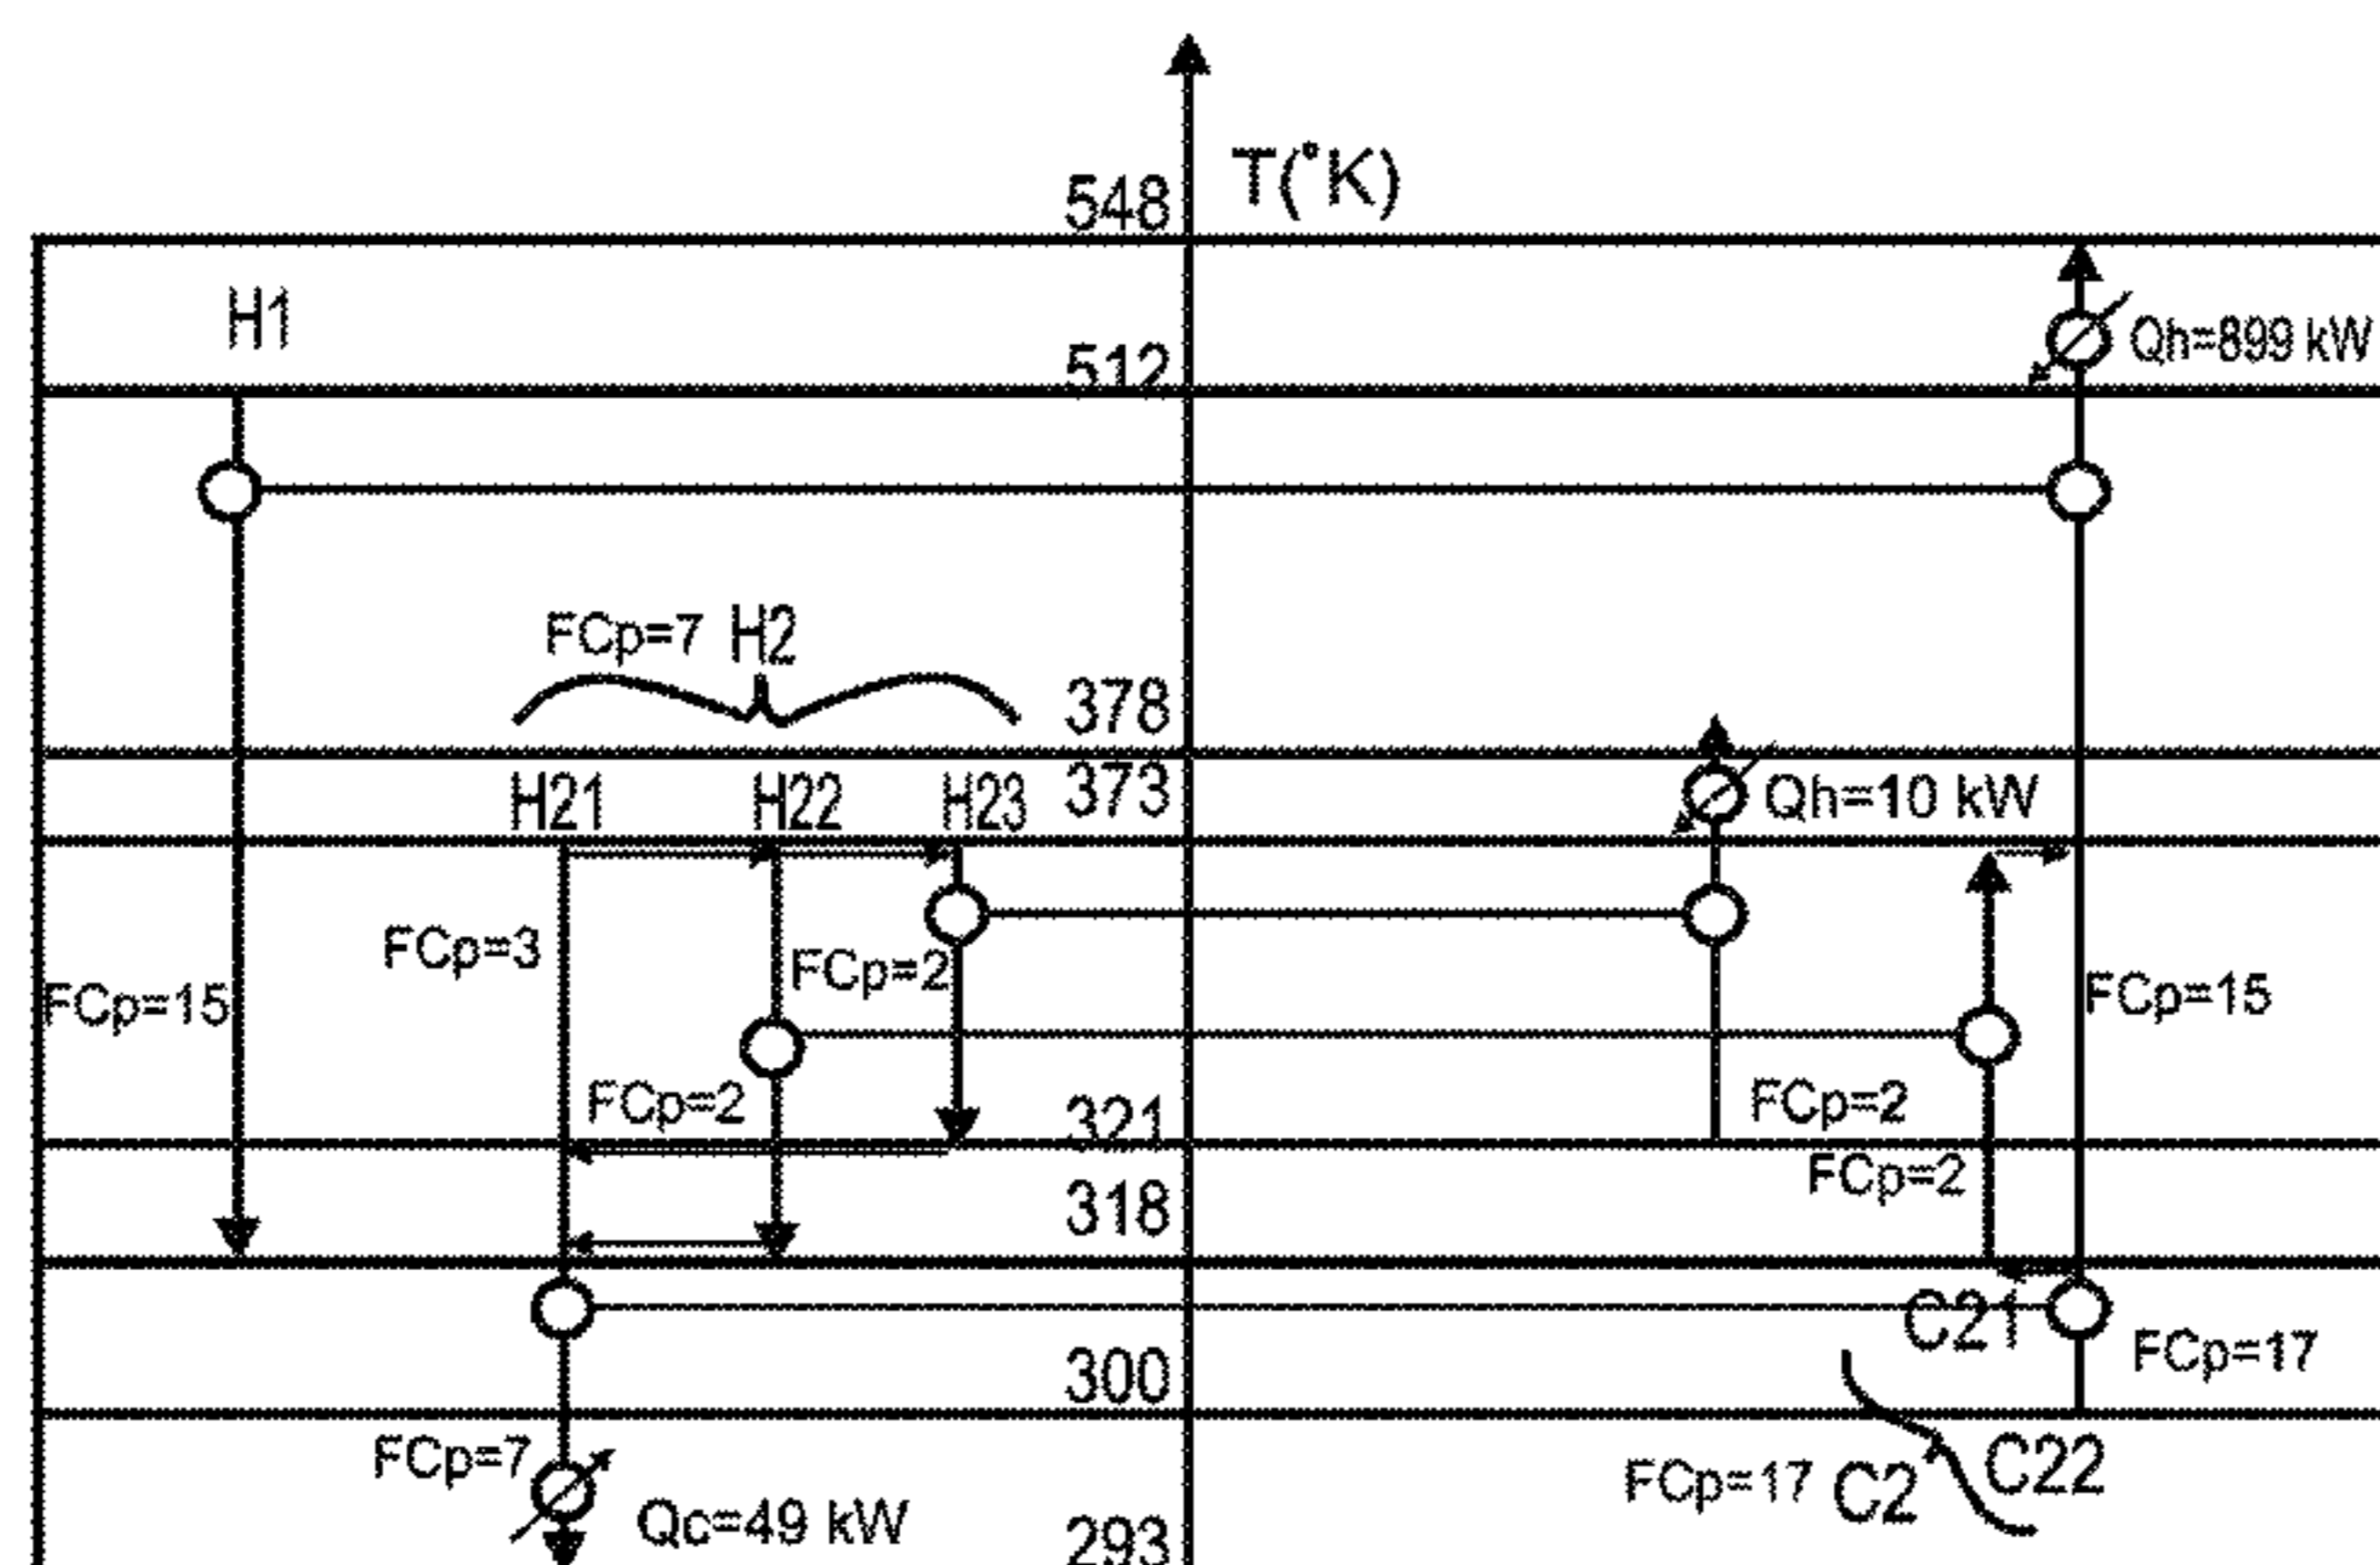 T(°K)
548
H1
Qh=899 kW
512
FCp=7 H2
378
373
H21
H22
H23
Qh=10 kW
FCp=3
FCp=2
FCp=15
FCp=15
FCp=2
321
FCp=2
FCp=2
318
C21
FCp=17
300
FCp=7
Qc=49 kW
FCp=17 C2
C22
293